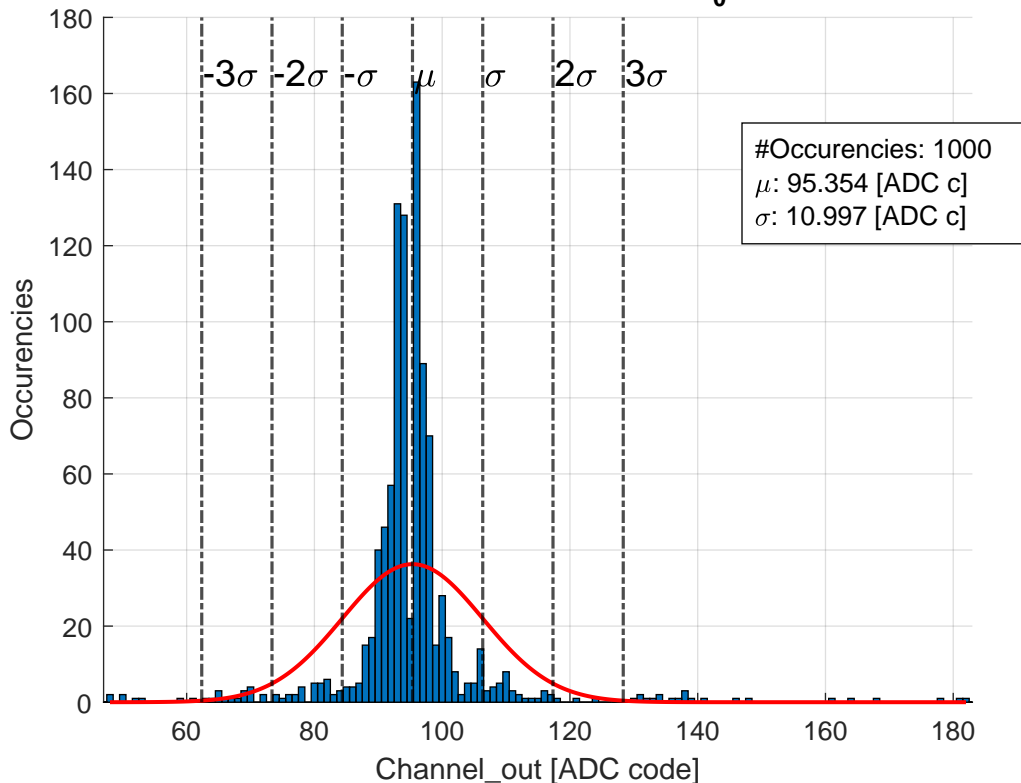 0
180
160
140
120
100
80
60
40
20
0
-3σ -2σ -σ μ σ 2σ 3σ
#Occurencies: 1000
μ: 95.354 [ADC c]
σ: 10.997 [ADC c]
Occurencies
60 80 100 120 140 160 180
Channel_out [ADC code]